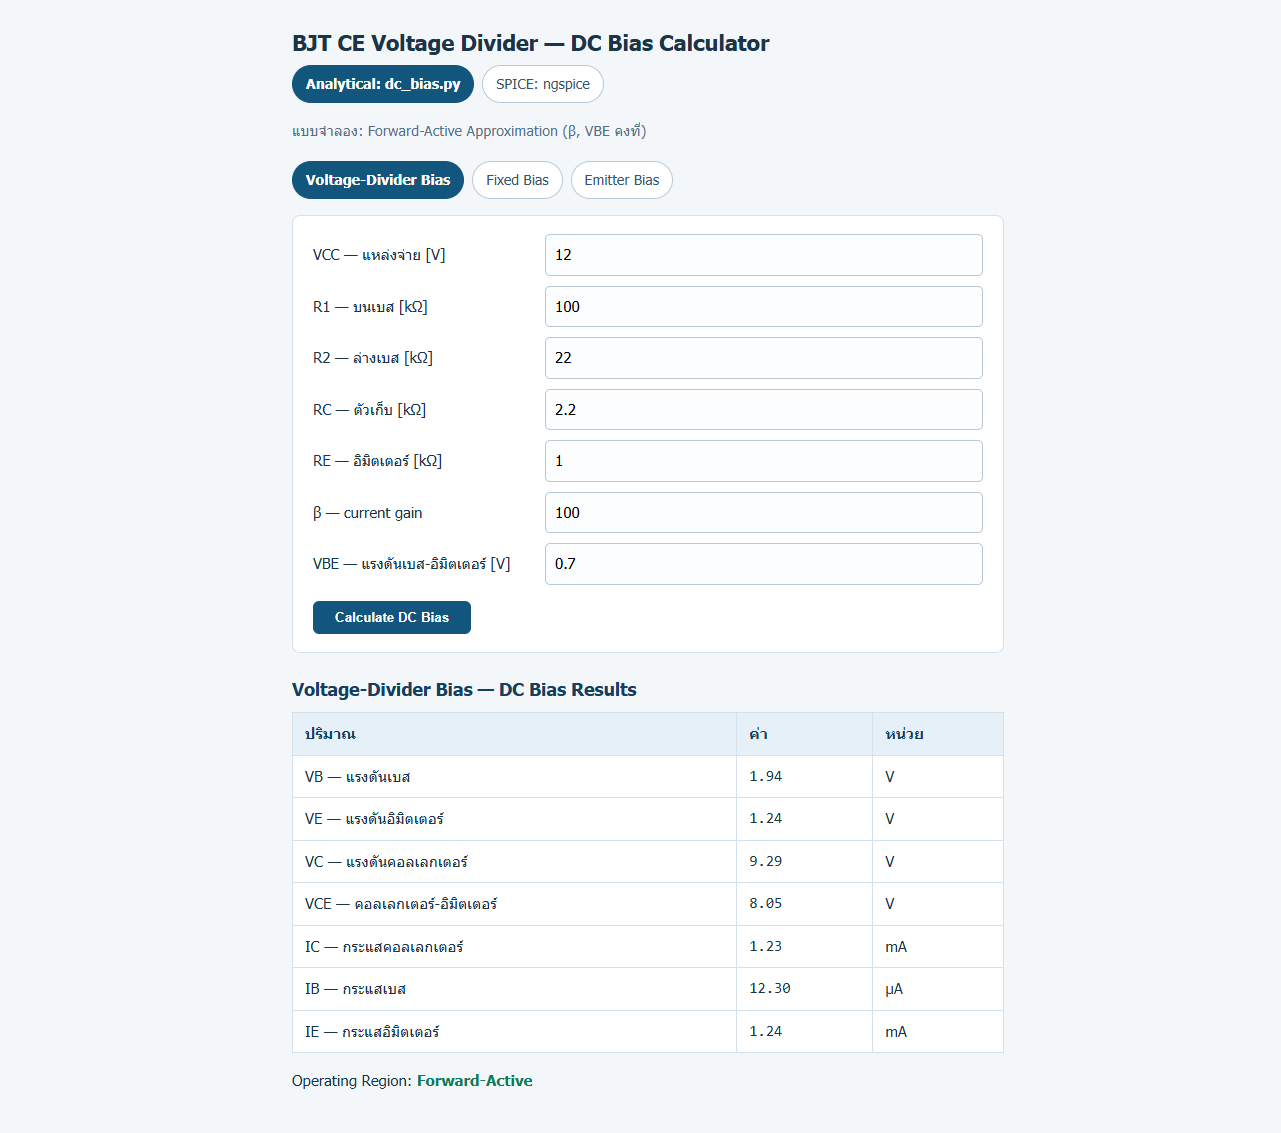 BJT CE Voltage Divider — DC Bias Calculator
Analytical: dc_bias.py SPICE: ngspice
แบบจำลอง: Forward-Active Approximation (β, VBE คงที่)
Voltage-Divider Bias Fixed Bias Emitter Bias
VCC — แหล่งจ่าย [V] 12
R1 — บนเบส [kΩ] 100
R2 — ล่างเบส [kΩ] 22
RC — ตัวเก็บ [kΩ] 2.2
RE — อิมิตเตอร์ [kΩ] 1
β — current gain 100
VBE — แรงดันเบส-อิมิตเตอร์ [V] 0.7
Calculate DC Bias
Voltage-Divider Bias — DC Bias Results
ปริมาณ ค่า หน่วย
VB — แรงดันเบส 1.94 V
VE — แรงดันอิมิตเตอร์ 1.24 V
VC — แรงดันคอลเลกเตอร์ 9.29 V
VCE — คอลเลกเตอร์-อิมิตเตอร์ 8.05 V
IC — กระแสคอลเลกเตอร์ 1.23 mA
IB — กระแสเบส 12.30 µA
IE — กระแสอิมิตเตอร์ 1.24 mA
Operating Region: Forward-Active